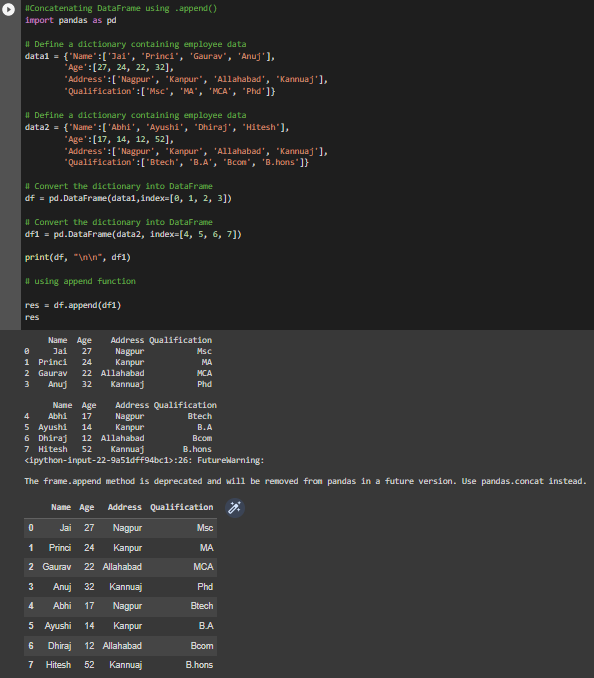 #Concatenating DataFrame using .append()
import pandas as pd
# Define a dictionary containing employee data
data1 = {'Name':['Jai', 'Princi', 'Gaurav', 'Anuj'],
'Age':[27, 24, 22, 32],
'Address':['Nagpur', 'Kanpur', 'Allahabad', 'Kannuaj'],
'Qualification':['Msc', 'MA', 'MCA', 'Phd']}
# Define a dictionary containing employee data
data2 = {'Name':['Abhi', 'Ayushi', 'Dhiraj', 'Hitesh'],
'Age':[17, 14, 12, 52],
'Address':['Nagpur', 'Kanpur', 'Allahabad', 'Kannuaj'],
'Qualification':['Btech', 'B.A', 'Bcom', 'B.hons']}
# Convert the dictionary into DataFrame
df = pd.DataFrame(data1,index=[0, 1, 2, 3])
# Convert the dictionary into DataFrame
df1 = pd.DataFrame(data2, index=[4, 5, 6, 7])
print(df, "\n\n", df1)
# using append function
res = df.append(df1)
res
Name Age Address Qualification
0 Jai 27 Nagpur Msc
1 Princi 24 Kanpur MA
2 Gaurav 22 Allahabad MCA
3 Anuj 32 Kannuaj Phd
Name Age Address Qualification
4 Abhi 17 Nagpur Btech
5 Ayushi 14 Kanpur B.A
6 Dhiraj 12 Allahabad Bcom
7 Hitesh 52 Kannuaj B.hons
<ipython-input-22-9a51dff94bc1>:26: FutureWarning:
The frame.append method is deprecated and will be removed from pandas in a future version. Use pandas.concat instead.
Name Age Address Qualification
0 Jai 27 Nagpur Msc
1 Princi 24 Kanpur MA
2 Gaurav 22 Allahabad MCA
3 Anuj 32 Kannuaj Phd
4 Abhi 17 Nagpur Btech
5 Ayushi 14 Kanpur B.A
6 Dhiraj 12 Allahabad Bcom
7 Hitesh 52 Kannuaj B.hons